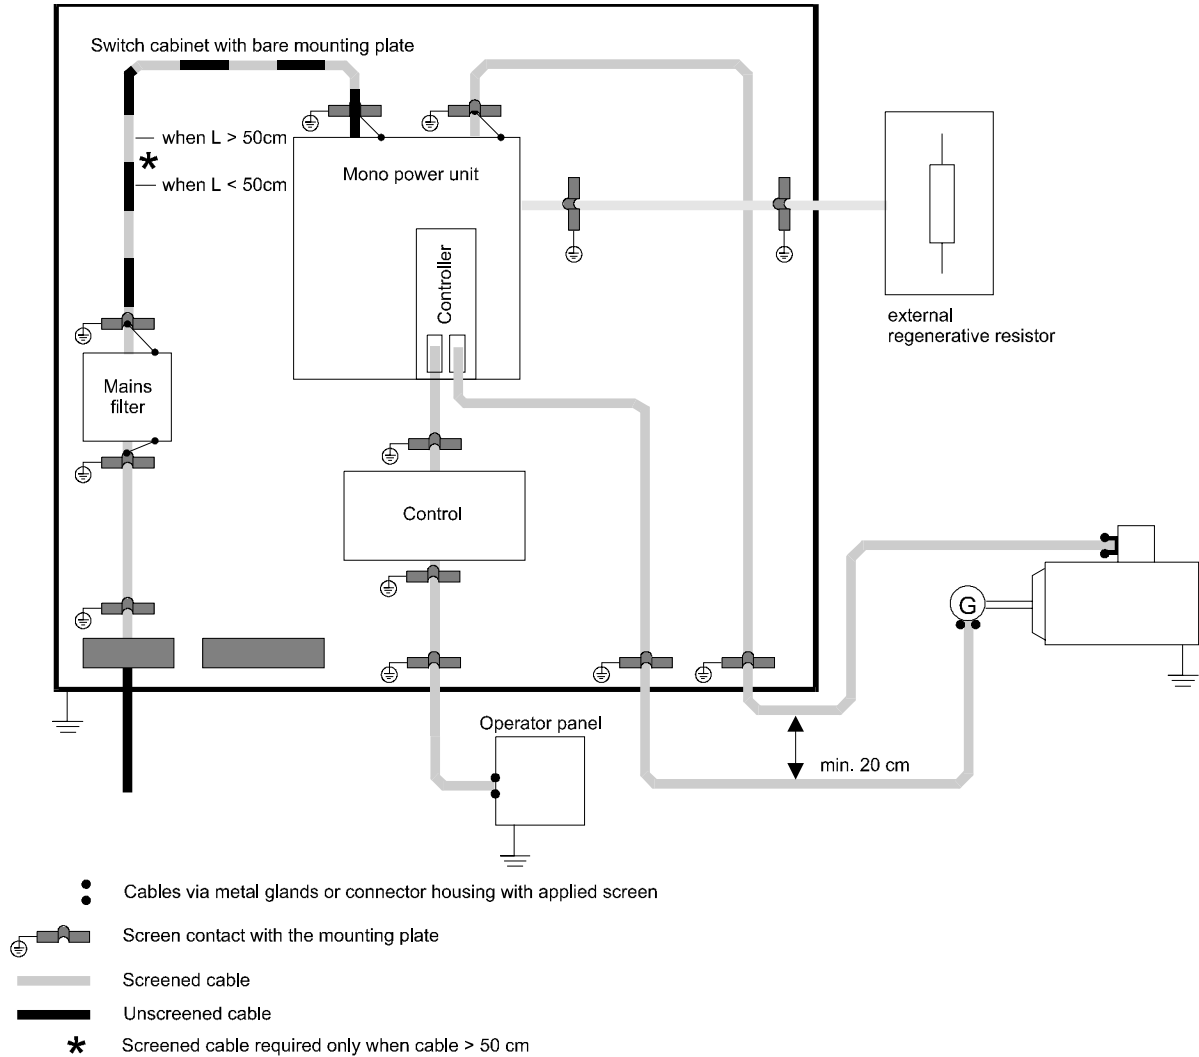 Switch cabinet with bare mounting plate
when L > 50cm
*
when L < 50cm
Mono power unit
Controller
external
regenerative resistor
Mains
filter
Control
G
Operator panel
min. 20 cm
Cables via metal glands or connector housing with applied screen
Screen contact with the mounting plate
Screened cable
Unscreened cable
* Screened cable required only when cable > 50 cm